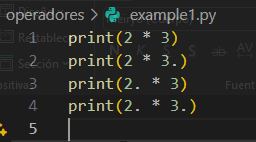 operadores > example1.py
1 print(2 * 3)
2 print(2 * 3.)
3 print(2. * 3)
4 print(2. * 3.)
5